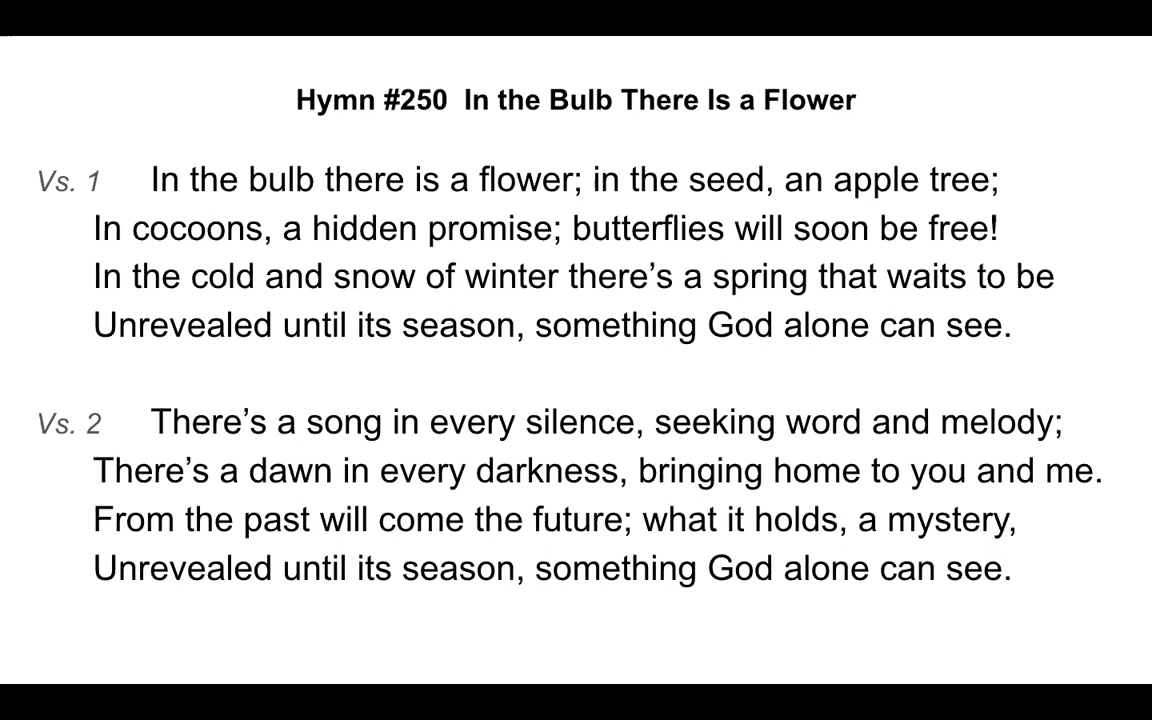 Hymn #250 In the Bulb There Is a Flower
Vs. 1 In the bulb there is a flower; in the seed, an apple tree;
In cocoons, a hidden promise; butterflies will soon be free!
In the cold and snow of winter there’s a spring that waits to be
Unrevealed until its season, something God alone can see.
Vs. 2 There’s a song in every silence, seeking word and melody;
There’s a dawn in every darkness, bringing home to you and me.
From the past will come the future; what it holds, a mystery,
Unrevealed until its season, something God alone can see.